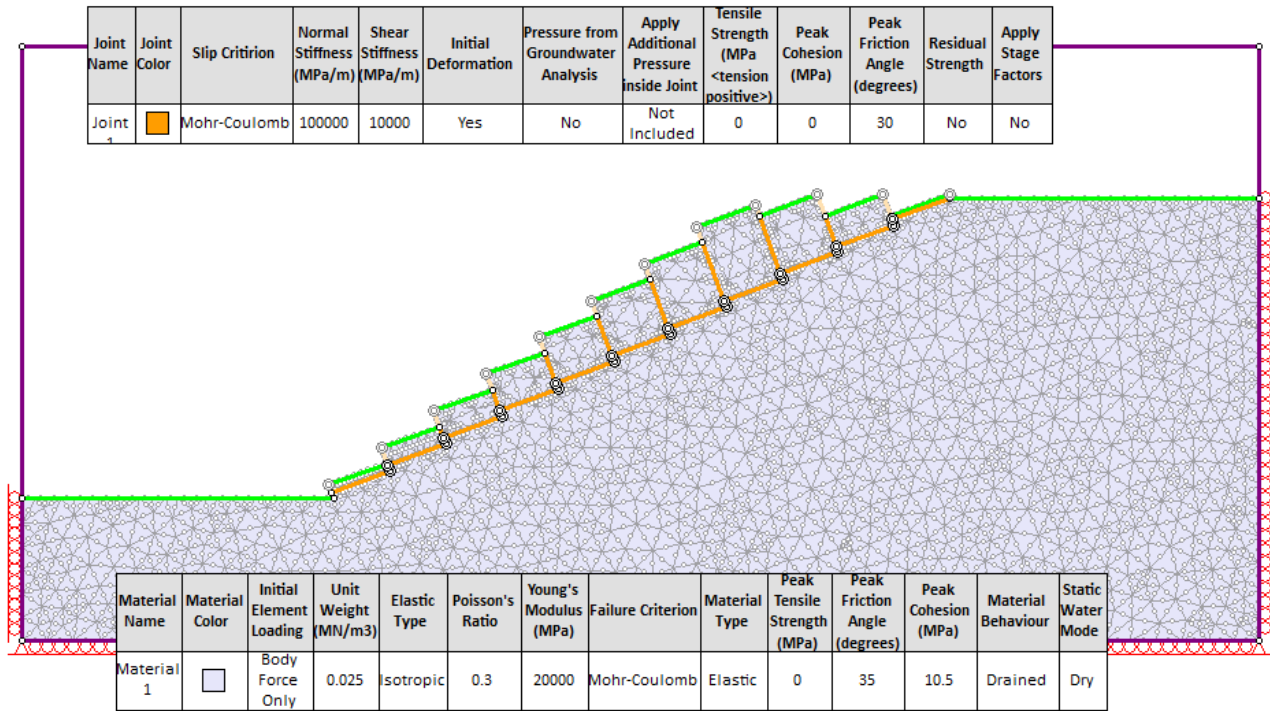 Joint Name Joint Color Slip Critirion Normal Stiffness (MPa/m) Shear Stiffness (MPa/m) Initial Deformation Pressure from Groundwater Analysis Apply Additional Pressure inside Joint Tensile Strength (MPa <tension positive>) Peak Cohesion (MPa) Peak Friction Angle (degrees) Residual Strength Apply Stage Factors
Joint 1 Mohr-Coulomb 100000 10000 Yes No Not Included 0 0 30 No No
Material Name Material Color Initial Element Loading Unit Weight (MN/m3) Elastic Type Poisson's Ratio Young's Modulus (MPa) Failure Criterion Material Type Peak Tensile Strength (MPa) Peak Friction Angle (degrees) Peak Cohesion (MPa) Material Behaviour Static Water Mode
Material 1 Body Force Only 0.025 Isotropic 0.3 20000 Mohr-Coulomb Elastic 0 35 10.5 Drained Dry